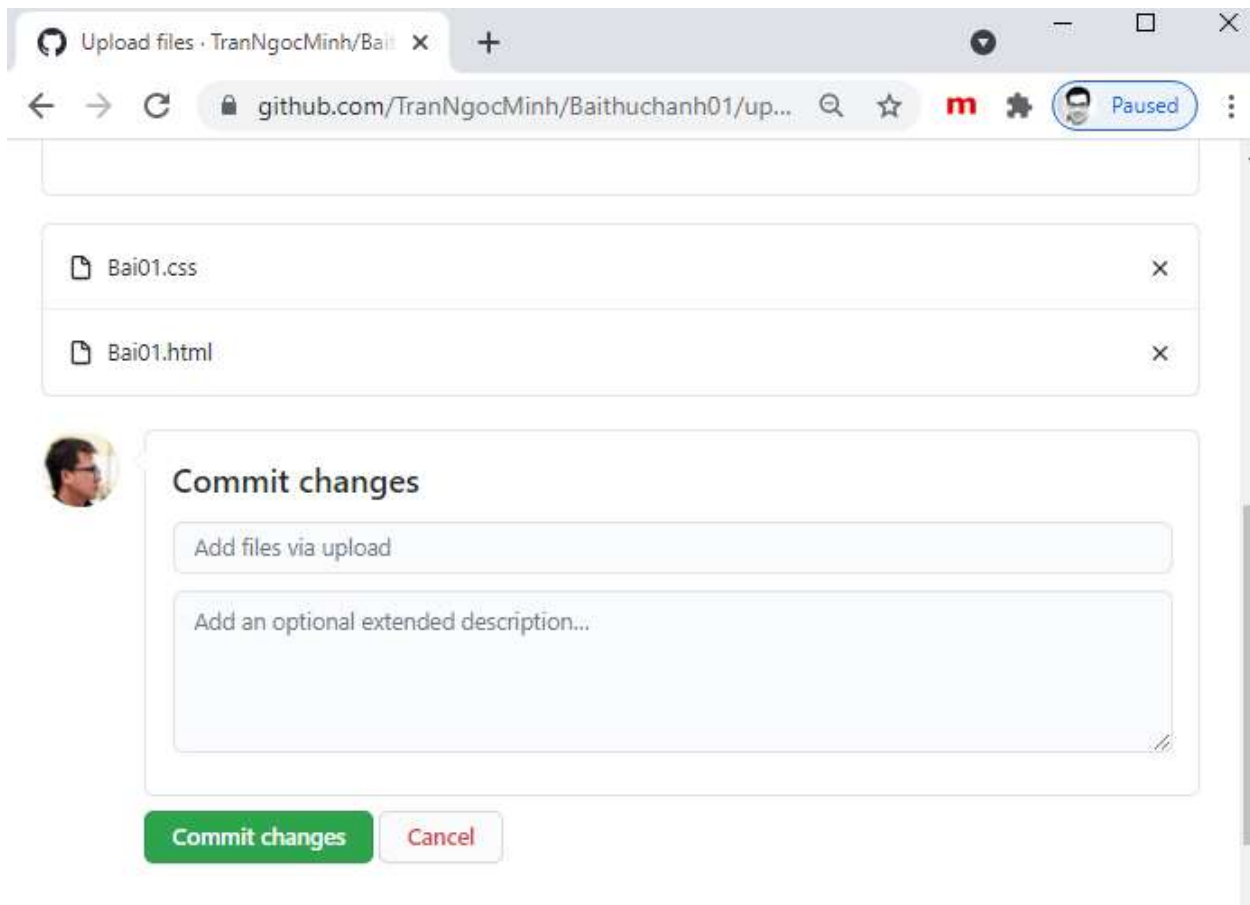 Upload files · TranNgocMinh/Bai
github.com/TranNgocMinh/Baithuchanh01/up...
m
Paused
Bai01.css
Bai01.html
Commit changes
Add files via upload
Add an optional extended description...
Commit changes
Cancel